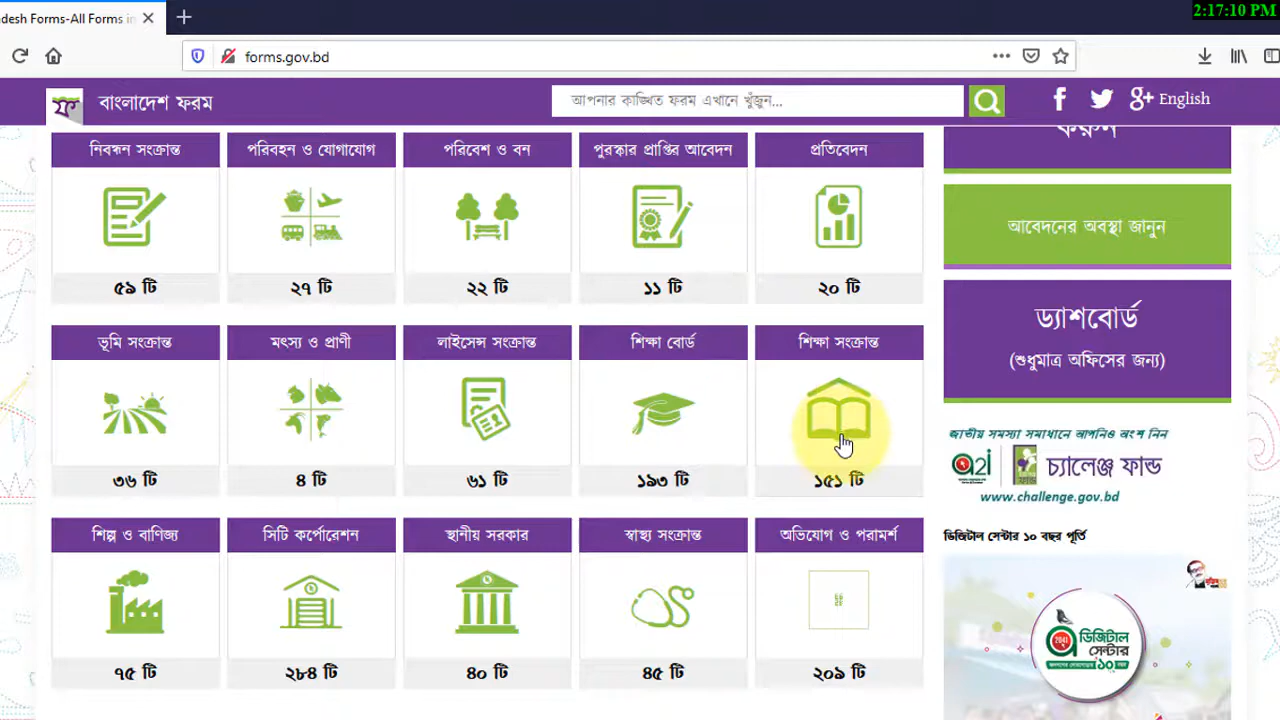 2:17:10 PM
desh Forms-All Forms in
forms.gov.bd
বাংলাদেশ ফরম
আপনার কাঙ্খিত ফরম এখানে খুঁজুন...
English
নিবন্ধন সংক্রান্ত
পরিবহন ও যোগাযোগ
পরিবেশ ও বন
পুরস্কার প্রাপ্তির আবেদন
প্রতিবেদন
করুন
৫৯ টি
২৭ টি
২২ টি
১১ টি
২০ টি
আবেদনের অবস্থা জানুন
ভূমি সংক্রান্ত
মৎস্য ও প্রাণী
লাইসেন্স সংক্রান্ত
শিক্ষা বোর্ড
শিক্ষা সংক্রান্ত
ড্যাশবোর্ড
(শুধুমাত্র অফিসের জন্য)
৩৬ টি
৪ টি
৬১ টি
১৯৩ টি
১৫১ টি
জাতীয় সমস্যা সমাধানে আপনিও অংশ নিন
a2i
চ্যালেঞ্জ ফান্ড
www.challenge.gov.bd
শিল্প ও বাণিজ্য
সিটি কর্পোরেশন
স্থানীয় সরকার
স্বাস্থ্য সংক্রান্ত
অভিযোগ ও পরামর্শ
ডিজিটাল সেন্টার ১০ বছর পূর্তি
৭৫ টি
২৮৪ টি
৪০ টি
৪৫ টি
২০৯ টি
ডিজিটাল
সেন্টার